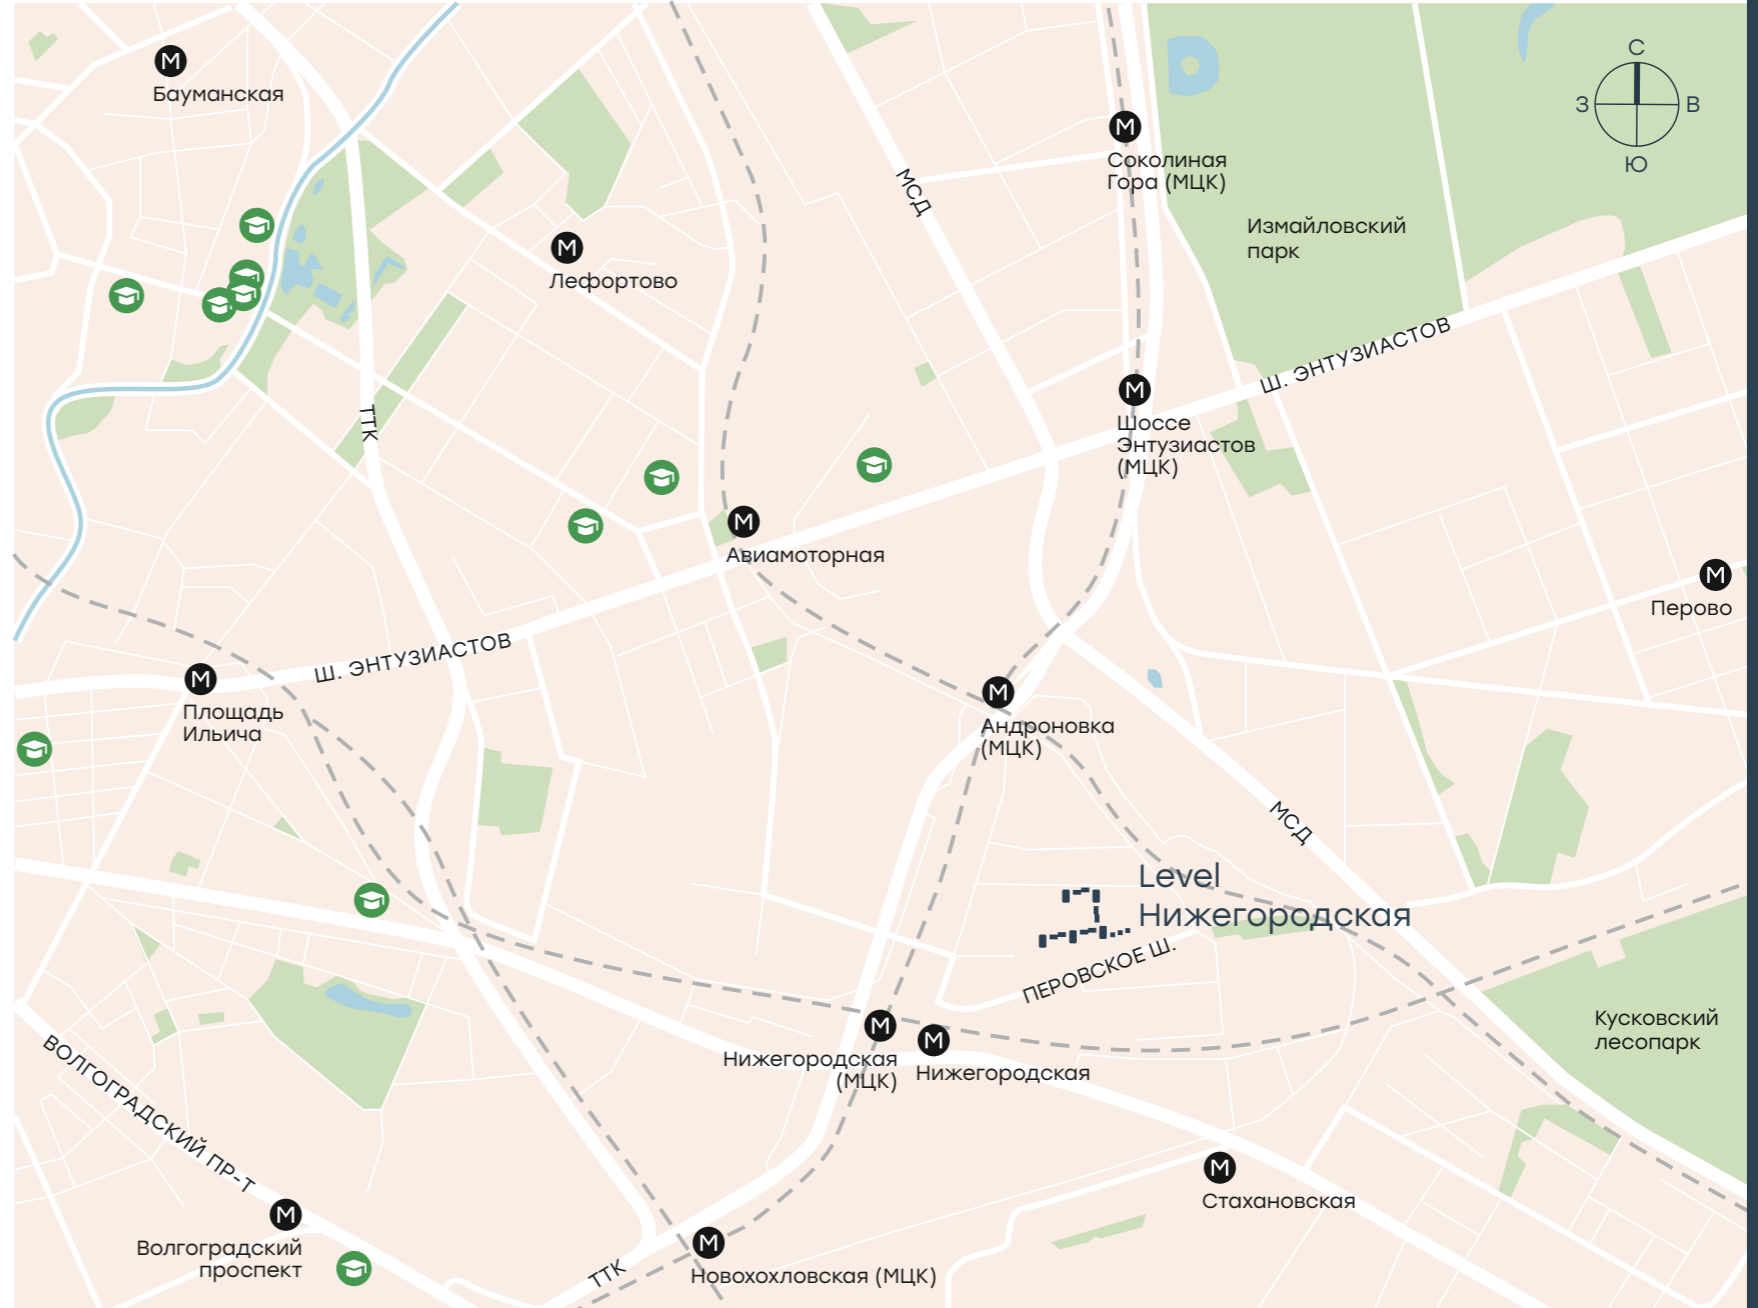 М
Бауманская
С
З
В
Ю
М
Соколиная
Гора (МЦК)
МСД
Измайловский
парк
М
Лефортово
Ш. ЭНТУЗИАСТОВ
ТТК
М
Шоссе
Энтузиастов
(МЦК)
М
Авиамоторная
М
Перово
Ш. ЭНТУЗИАСТОВ
М
Площадь
Ильича
М
Андроновка
(МЦК)
МСД
Level
Нижегородская
ПЕРОВСКОЕ Ш.
Кусковский
лесопарк
М
Нижегородская
(МЦК)
М
Нижегородская
ВОЛГОГРАДСКИЙ ПР-Т
М
Стахановская
М
Волгоградский
проспект
ТТК
М
Новохохловская (МЦК)